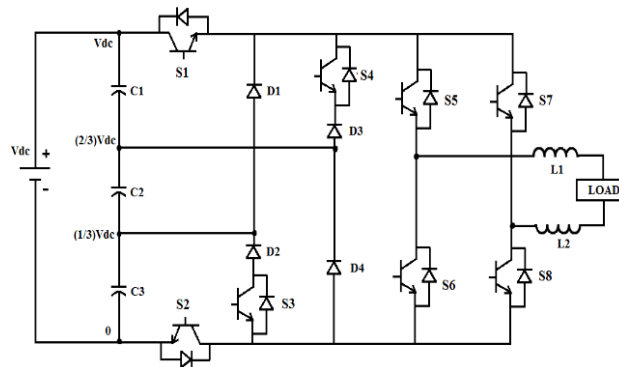 Vdc
S1
S4
S5
S7
C1
D1
D3
(2/3)Vdc
Vdc
+
-
L1
LOAD
C2
(1/3)Vdc
L2
D2
D4
C3
S2
S3
S6
S8
0